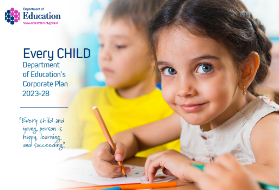 Department of
Education
Every CHILD
Department
of Education's
Corporate Plan
2023-28
"Every child and
young person is
happy, learning
and succeeding"